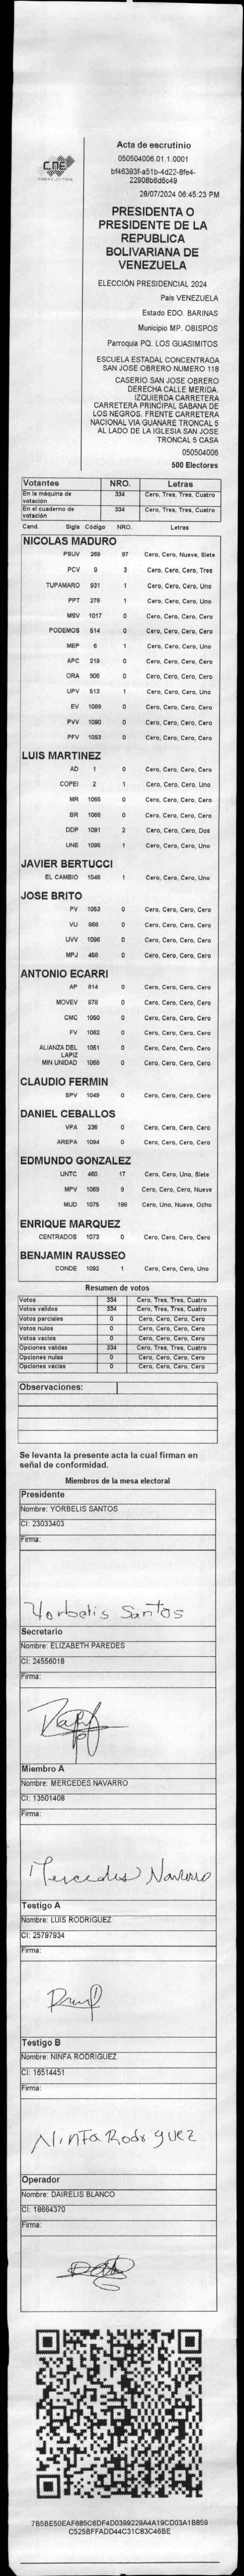 CNE
Acta de escrutinio
050504006.01.1.0001
bf46393f-a51b-4d22-8fe4-
22908b6d6c49
28/07/2024 06:45:23 PM
PRESIDENTA O
PRESIDENTE DE LA
REPUBLICA
BOLIVARIANA DE
VENEZUELA
ELECCIÓN PRESIDENCIAL 2024
País VENEZUELA
Estado EDO. BARINAS
Municipio MP. OBISPOS
Parroquia PQ. LOS GUASIMITOS
ESCUELA ESTADAL CONCENTRADA
SAN JOSE OBRERO NUMERO 118
CASERIO SAN JOSE OBRERO
DERECHA CALLE MERIDA.
IZQUIERDA CARRETERA
CARRETERA PRINCIPAL SABANA DE
LOS NEGROS. FRENTE CARRETERA
NACIONAL VIA GUANARE TRONCAL 5
AL LADO DE LA IGLESIA SAN JOSE
TRONCAL 5 CASA
050504006
500 Electores
Votantes NRO. Letras
En la máquina de votación 334 Cero, Tres, Tres, Cuatro
En el cuaderno de votación 334 Cero, Tres, Tres, Cuatro
Cand. Sigla Código NRO. Letras
NICOLAS MADURO
PSUV 269 97 Cero, Cero, Nueve, Siete
PCV 9 3 Cero, Cero, Cero, Tres
TUPAMARO 931 1 Cero, Cero, Cero, Uno
PPT 276 1 Cero, Cero, Cero, Uno
MSV 1017 0 Cero, Cero, Cero, Cero
PODEMOS 514 0 Cero, Cero, Cero, Cero
MEP 6 1 Cero, Cero, Cero, Uno
APC 219 0 Cero, Cero, Cero, Cero
ORA 906 0 Cero, Cero, Cero, Cero
UPV 513 1 Cero, Cero, Cero, Uno
EV 1089 0 Cero, Cero, Cero, Cero
PVV 1090 0 Cero, Cero, Cero, Cero
PFV 1093 0 Cero, Cero, Cero, Cero
LUIS MARTINEZ
AD 1 0 Cero, Cero, Cero, Cero
COPEI 2 1 Cero, Cero, Cero, Uno
MR 1065 0 Cero, Cero, Cero, Cero
BR 1066 0 Cero, Cero, Cero, Cero
DDP 1091 2 Cero, Cero, Cero, Dos
UNE 1095 1 Cero, Cero, Cero, Uno
JAVIER BERTUCCI
EL CAMBIO 1048 1 Cero, Cero, Cero, Uno
JOSE BRITO
PV 1053 0 Cero, Cero, Cero, Cero
VU 868 0 Cero, Cero, Cero, Cero
UVV 1096 0 Cero, Cero, Cero, Cero
MPJ 458 0 Cero, Cero, Cero, Cero
ANTONIO ECARRI
AP 914 0 Cero, Cero, Cero, Cero
MOVEV 978 0 Cero, Cero, Cero, Cero
CMC 1050 0 Cero, Cero, Cero, Cero
FV 1062 0 Cero, Cero, Cero, Cero
ALIANZA DEL LAPIZ 1051 0 Cero, Cero, Cero, Cero
MIN UNIDAD 1058 0 Cero, Cero, Cero, Cero
CLAUDIO FERMIN
SPV 1049 0 Cero, Cero, Cero, Cero
DANIEL CEBALLOS
VPA 236 0 Cero, Cero, Cero, Cero
AREPA 1094 0 Cero, Cero, Cero, Cero
EDMUNDO GONZALEZ
UNTC 460 17 Cero, Cero, Uno, Siete
MPV 1069 9 Cero, Cero, Cero, Nueve
MUD 1075 198 Cero, Uno, Nueve, Ocho
ENRIQUE MARQUEZ
CENTRADOS 1073 0 Cero, Cero, Cero, Cero
BENJAMIN RAUSSEO
CONDE 1092 1 Cero, Cero, Cero, Uno
Resumen de votos
Votos 334 Cero, Tres, Tres, Cuatro
Votos validos 334 Cero, Tres, Tres, Cuatro
Votos parciales 0 Cero, Cero, Cero, Cero
Votos nulos 0 Cero, Cero, Cero, Cero
Votos vacios 0 Cero, Cero, Cero, Cero
Opciones validas 334 Cero, Tres, Tres, Cuatro
Opciones nulas 0 Cero, Cero, Cero, Cero
Opciones vacias 0 Cero, Cero, Cero, Cero
Observaciones:
Se levanta la presente acta la cual firman en
señal de conformidad.
Miembros de la mesa electoral
Presidente
Nombre: YORBELIS SANTOS
CI: 23033403
Firma:
Yorbelis Santos
Secretario
Nombre: ELIZABETH PAREDES
CI: 24556018
Firma:
Miembro A
Nombre: MERCEDES NAVARRO
CI: 13501408
Firma:
Mercedes Navarro
Testigo A
Nombre: LUIS RODRIGUEZ
CI: 25797934
Firma:
Testigo B
Nombre: NINFA RODRIGUEZ
CI: 16514451
Firma:
NinFa Rodriguez
Operador
Nombre: DAIRELIS BLANCO
CI: 18664370
Firma:
7B5BE50EAF685C6DF4D0399229A4A19CD03A1B859
C525BFFADD44C31C83C46BE